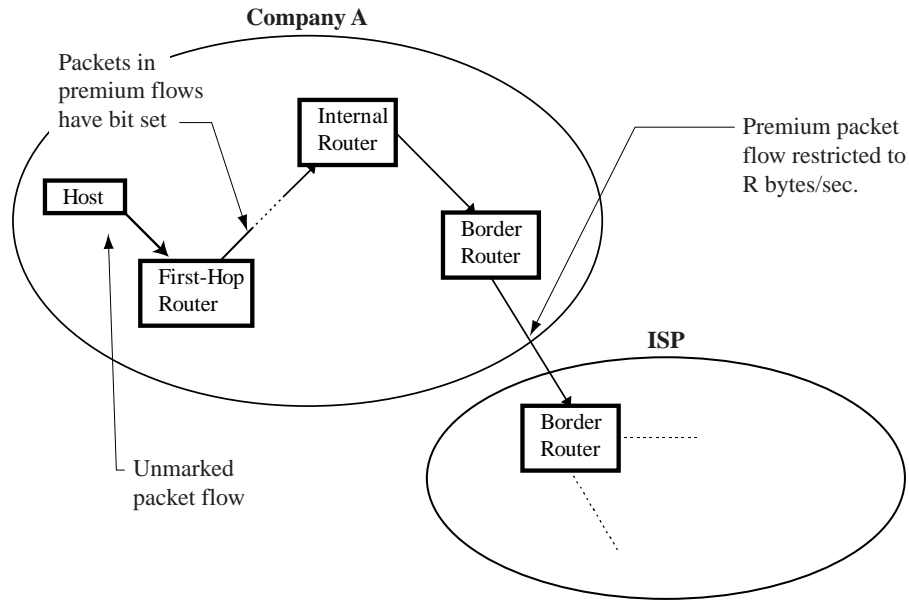 Company A
Packets in
premium flows
have bit set
Internal
Router
Premium packet
flow restricted to
R bytes/sec.
Host
Border
Router
First-Hop
Router
ISP
Border
Router
Unmarked
packet flow